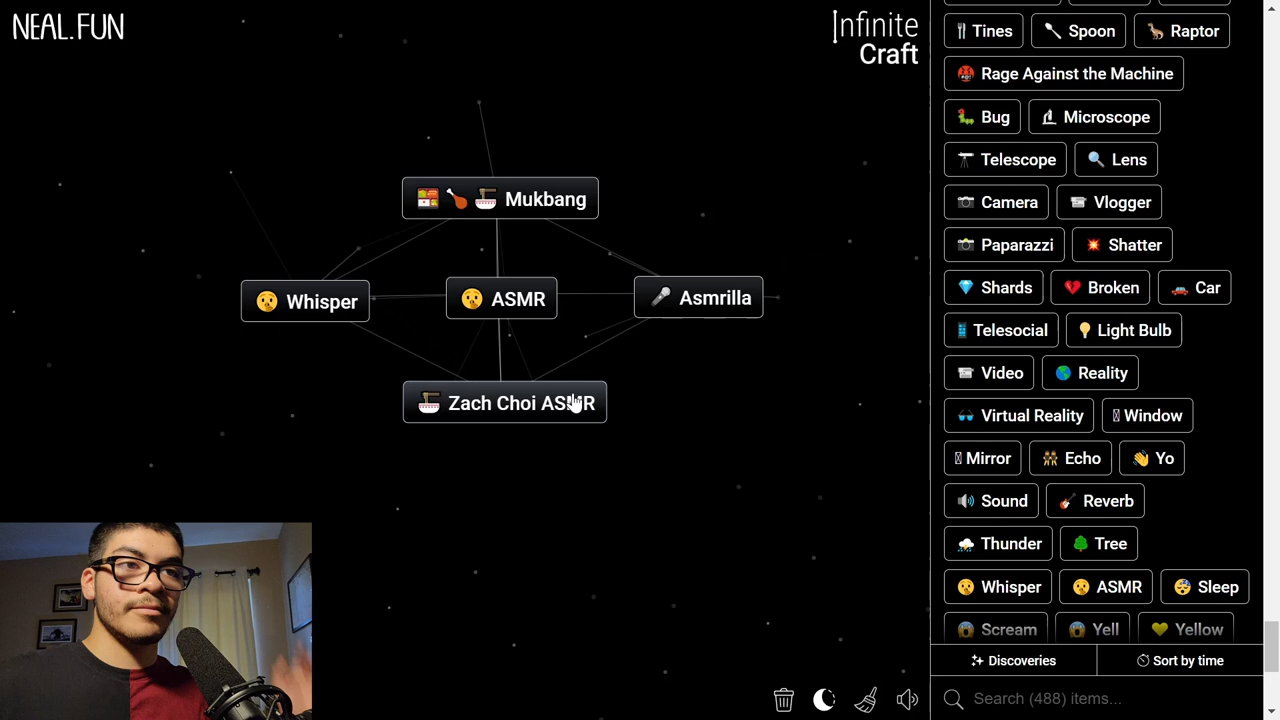 NEAL.FUN
Infinite
Craft
Mukbang
Whisper
ASMR
Asmrilla
Zach Choi ASMR
Tines
Spoon
Raptor
Rage Against the Machine
Bug
Microscope
Telescope
Lens
Camera
Vlogger
Paparazzi
Shatter
Shards
Broken
Car
Telesocial
Light Bulb
Video
Reality
Virtual Reality
Window
Mirror
Echo
Yo
Sound
Reverb
Thunder
Tree
Whisper
ASMR
Sleep
Scream
Yell
Yellow
Discoveries
Sort by time
Search (488) items...